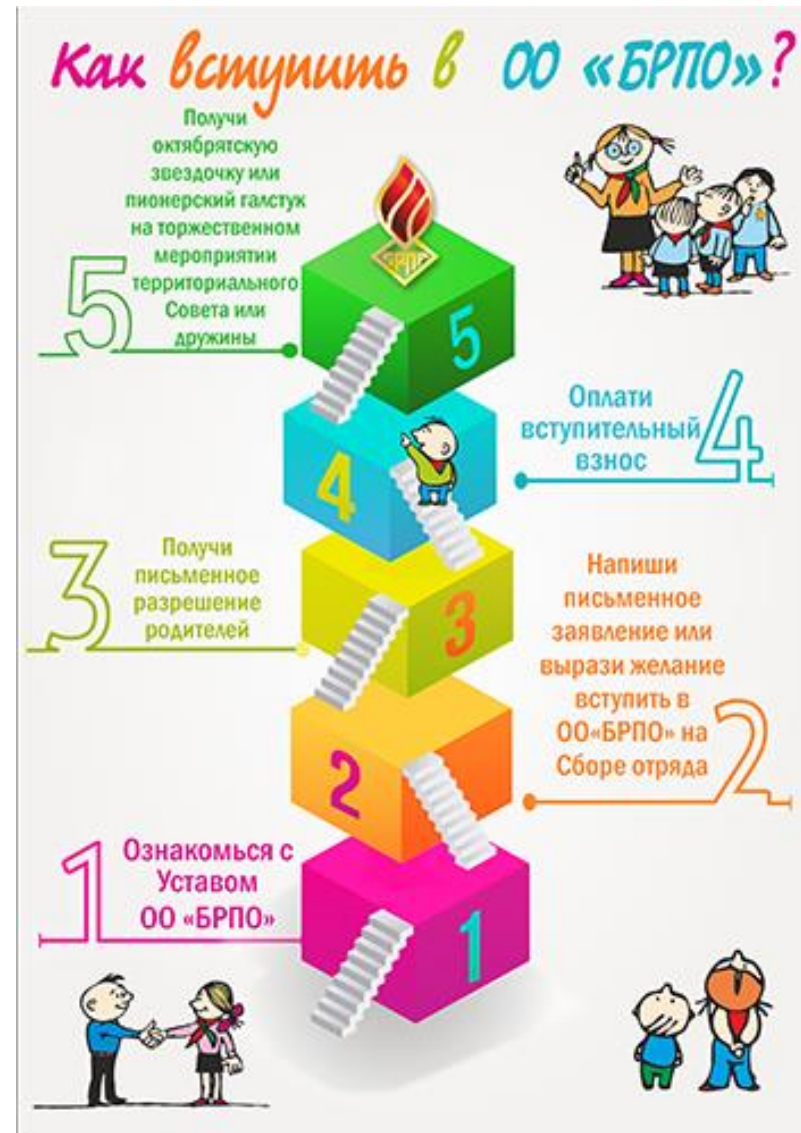 Как вступить в ОО «БРПО»?
Получи
октябрятскую
звездочку или
пионерский галстук
на торжественном
мероприятии
территориального
Совета или
дружины
5
БРПО
5
Оплати
вступительный
взнос
4
4
3
Получи
письменное
разрешение
родителей
3
Напиши
письменное
заявление или
вырази желание
вступить в
ОО«БРПО» на
Сборе отряда
2
2
1
Ознакомься с
Уставом
ОО «БРПО»
1